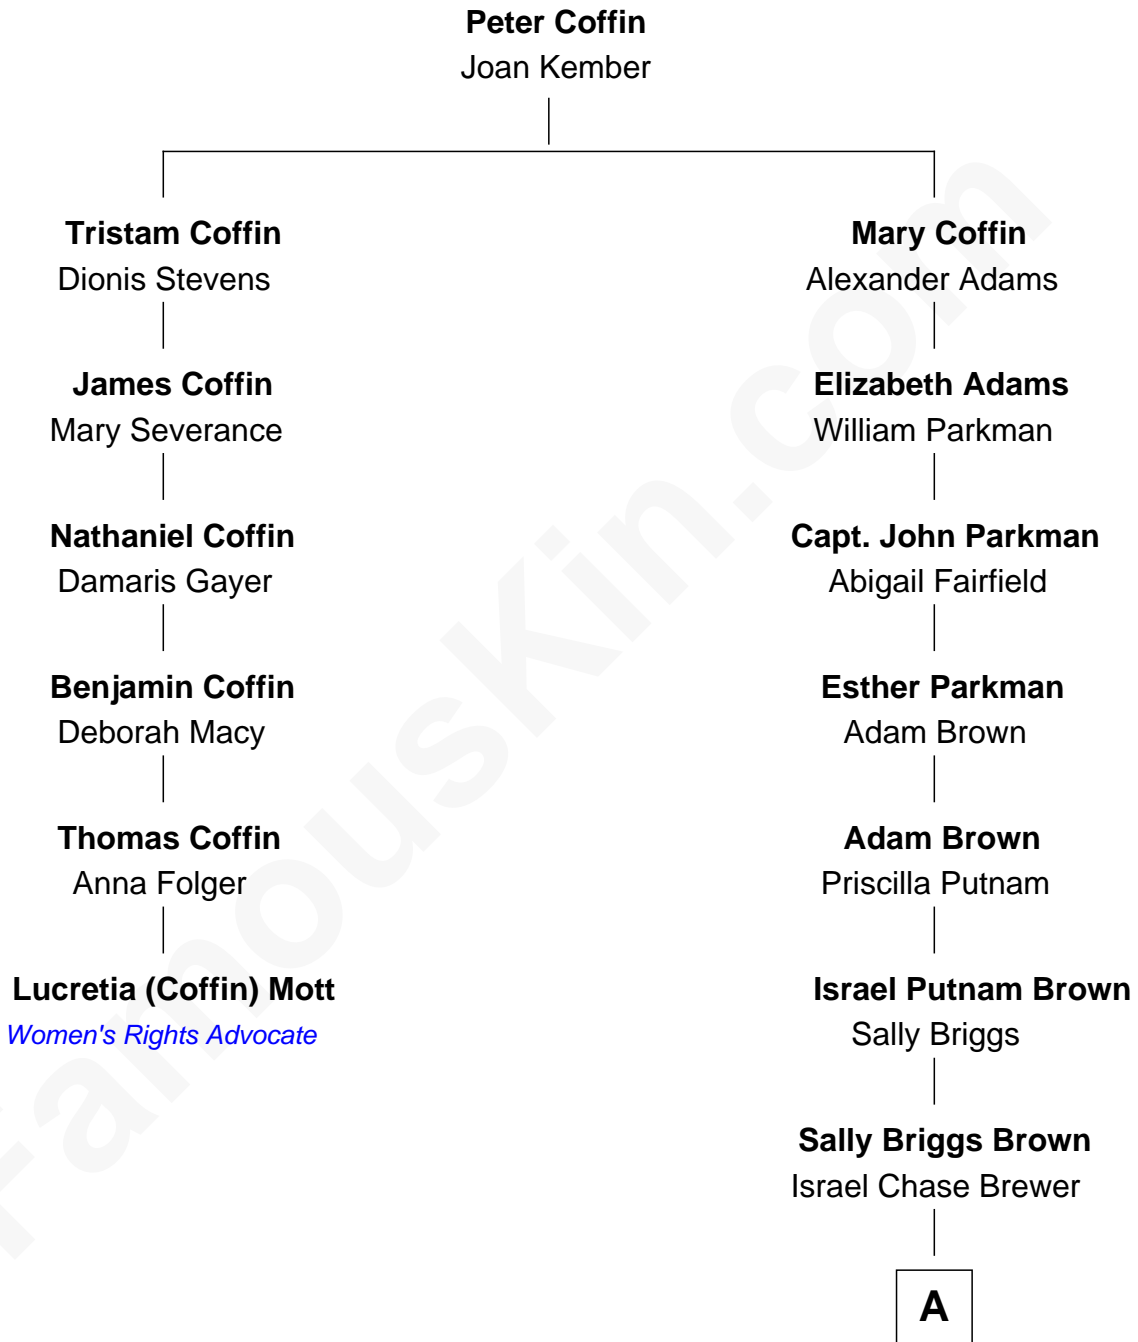 Peter Coffin
Joan Kember
Tristam Coffin
Dionis Stevens
James Coffin
Mary Severance
Nathaniel Coffin
Damaris Gayer
Benjamin Coffin
Deborah Macy
Thomas Coffin
Anna Folger
Lucretia (Coffin) Mott
Women's Rights Advocate
Mary Coffin
Alexander Adams
Elizabeth Adams
William Parkman
Capt. John Parkman
Abigail Fairfield
Esther Parkman
Adam Brown
Adam Brown
Priscilla Putnam
Israel Putnam Brown
Sally Briggs
Sally Briggs Brown
Israel Chase Brewer
A
FamousKin.com